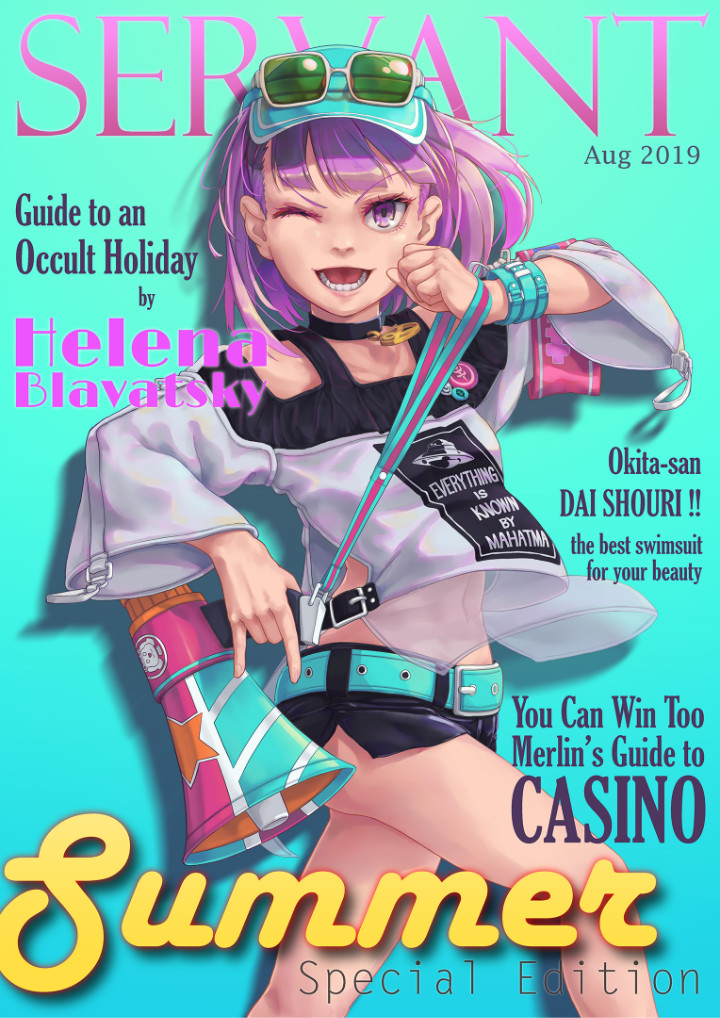 SERVANT
Aug 2019
Guide to an
Occult Holiday
by
Helena
Blavatsky
EVERYTHING
IS
KNOWN
BY
MAHATMA
Okita-san
DAI SHOURI !!
the best swimsuit
for your beauty
You Can Win Too
Merlin's Guide to
CASINO
Summer
Special Edition